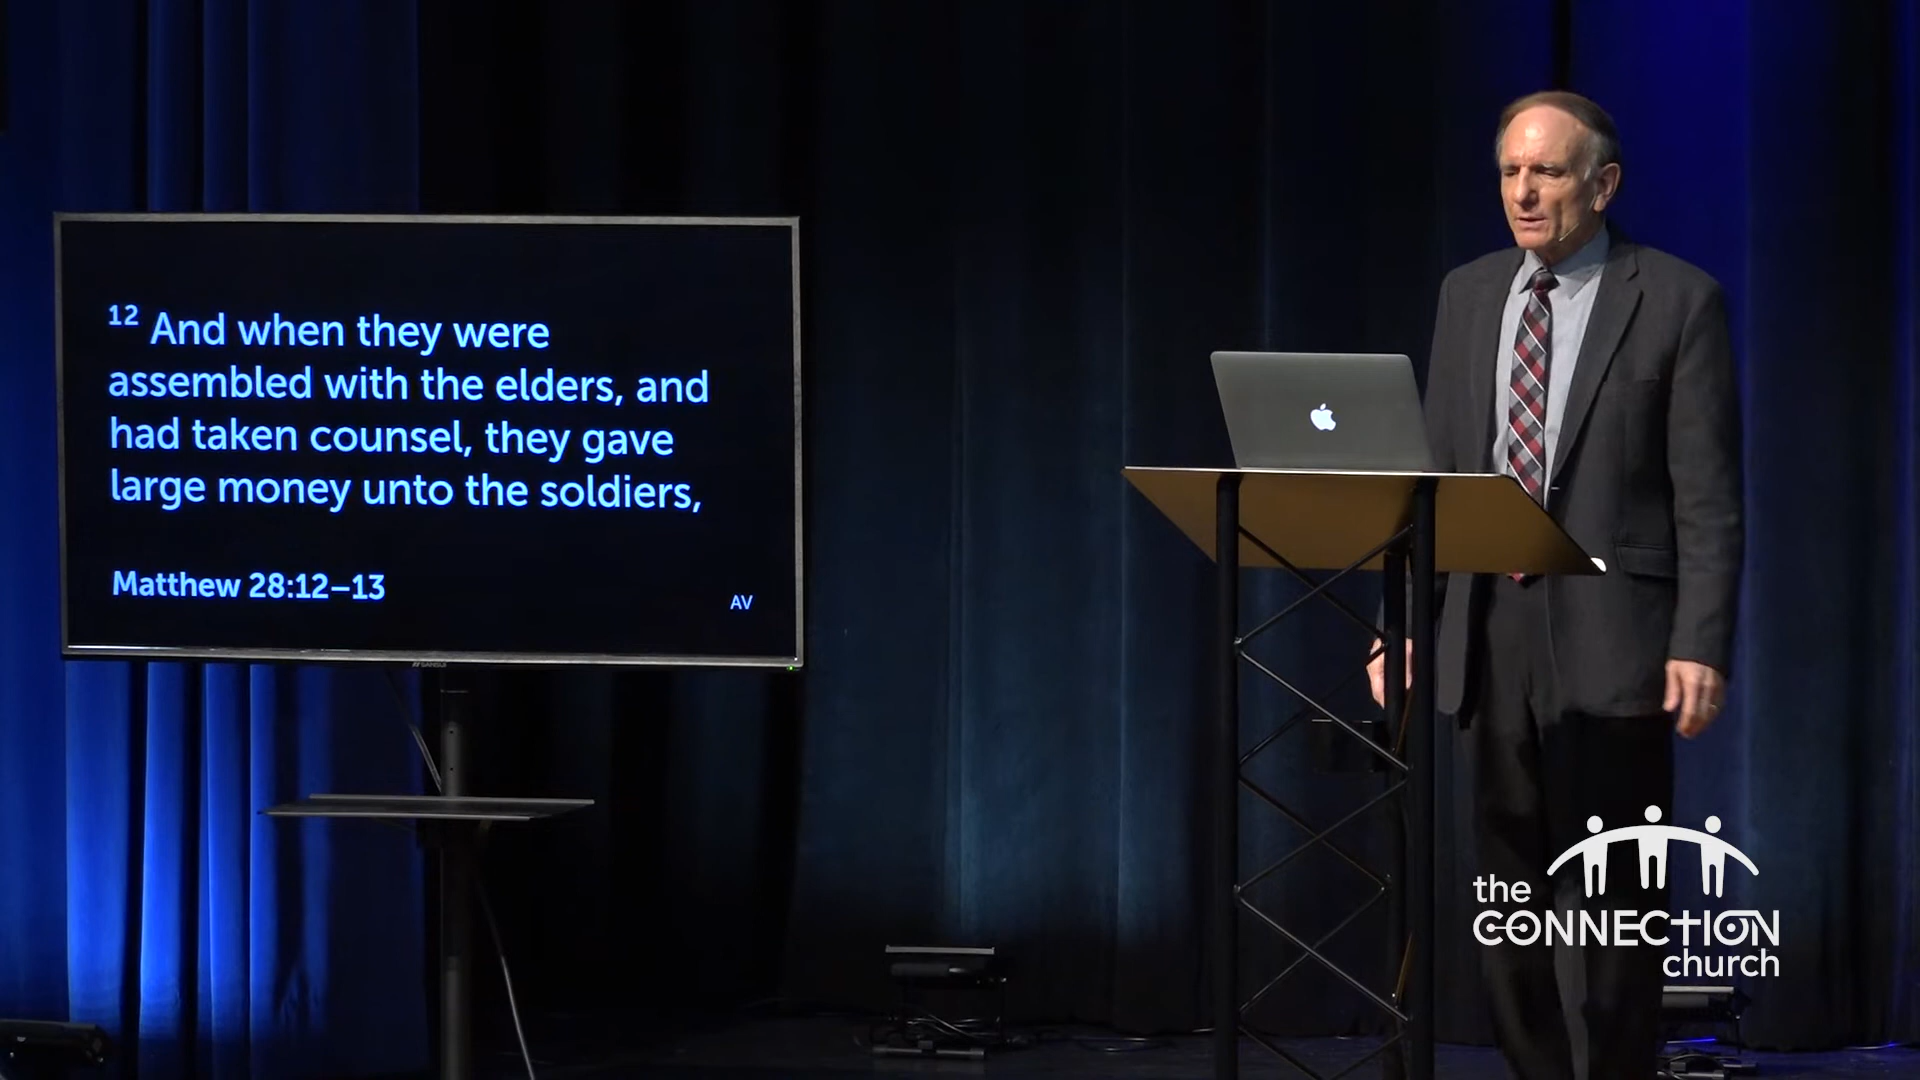 12 And when they were
assembled with the elders, and
had taken counsel, they gave
large money unto the soldiers,
Matthew 28:12–13
AV
SANSUI
the
CONNECTION
church